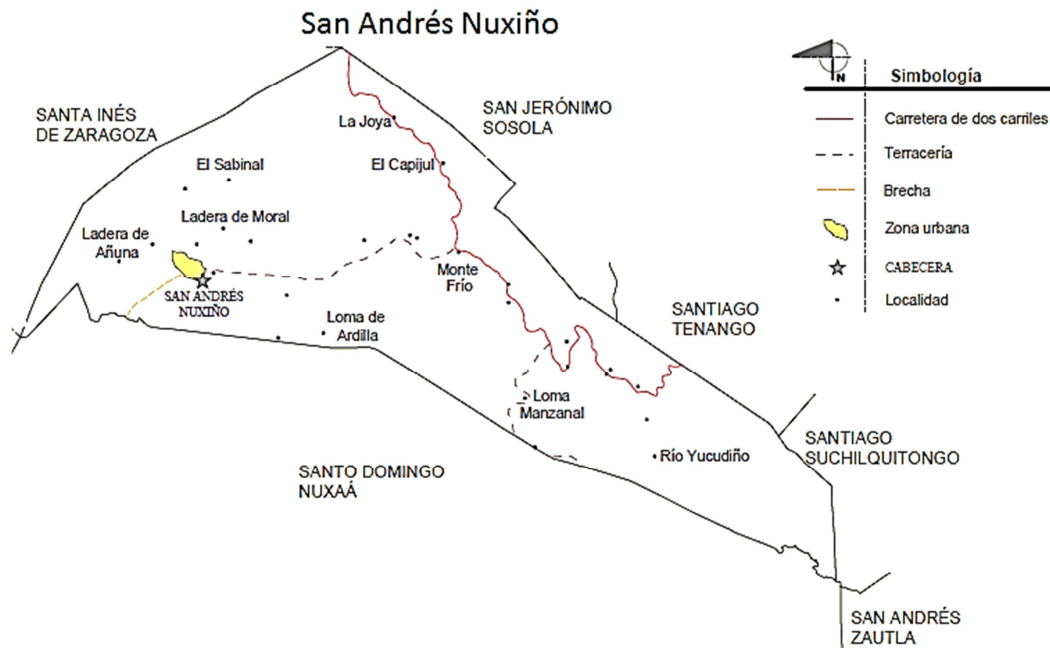 San Andrés Nuxiño
SANTA INÉS
DE ZARAGOZA
SAN JERÓNIMO
SOSOLA
La Joya
El Capijul
El Sabinal
Ladera de Moral
Ladera de
Añuna
SAN ANDRÉS
NUXIÑO
Monte
Frío
Loma de
Ardilla
SANTIAGO
TENANGO
Loma
Manzanal
Río Yucudiño
SANTIAGO
SUCHILQUITONGO
SANTO DOMINGO
NUXAÁ
SAN ANDRÉS
ZAUTLA
N
Simbología
Carretera de dos carriles
Terracería
Brecha
Zona urbana
CABECERA
Localidad